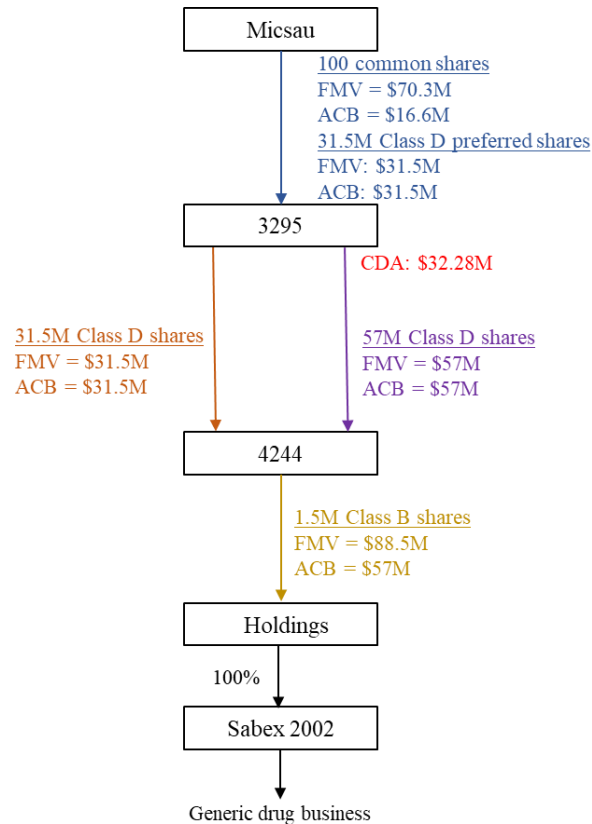 Micsau
100 common shares
FMV = $70.3M
ACB = $16.6M
31.5M Class D preferred shares
FMV: $31.5M
ACB: $31.5M
3295
CDA: $32.28M
31.5M Class D shares
FMV = $31.5M
ACB = $31.5M
57M Class D shares
FMV = $57M
ACB = $57M
4244
1.5M Class B shares
FMV = $88.5M
ACB = $57M
Holdings
100%
Sabex 2002
Generic drug business